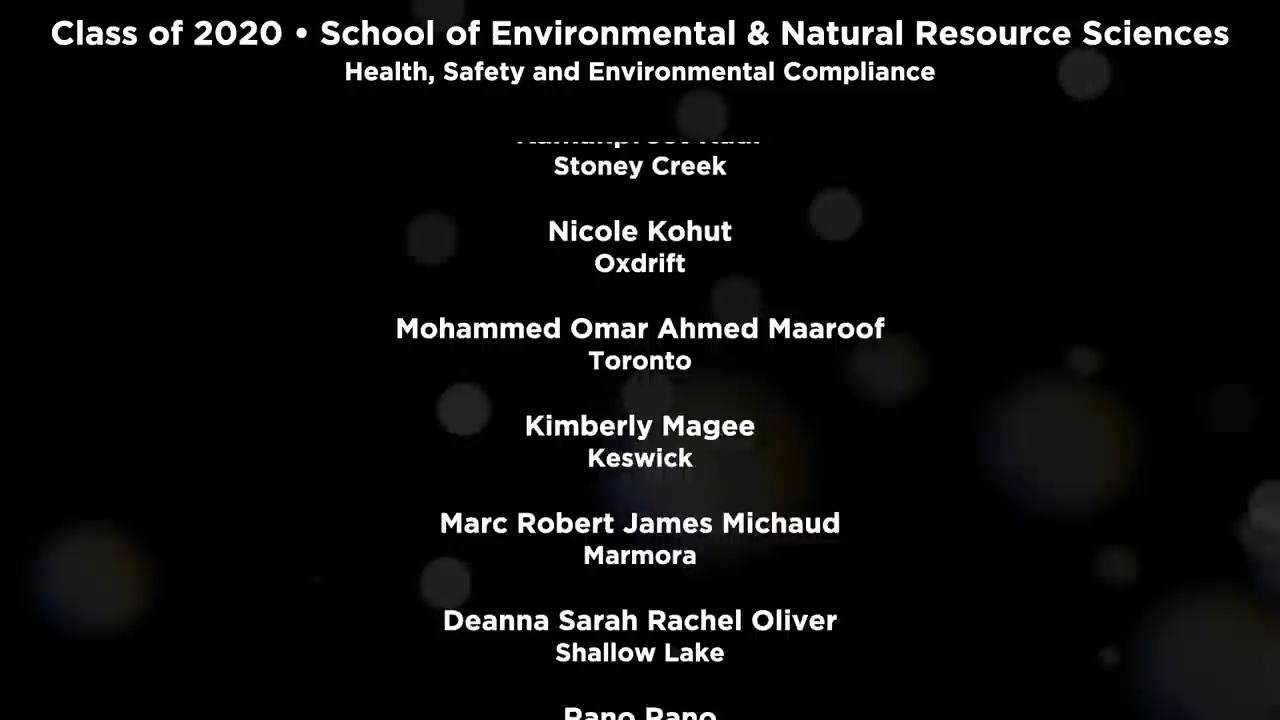 Class of 2020 • School of Environmental & Natural Resource Sciences
Health, Safety and Environmental Compliance
Stoney Creek
Nicole Kohut
Oxdrift
Mohammed Omar Ahmed Maaroof
Toronto
Kimberly Magee
Keswick
Marc Robert James Michaud
Marmora
Deanna Sarah Rachel Oliver
Shallow Lake